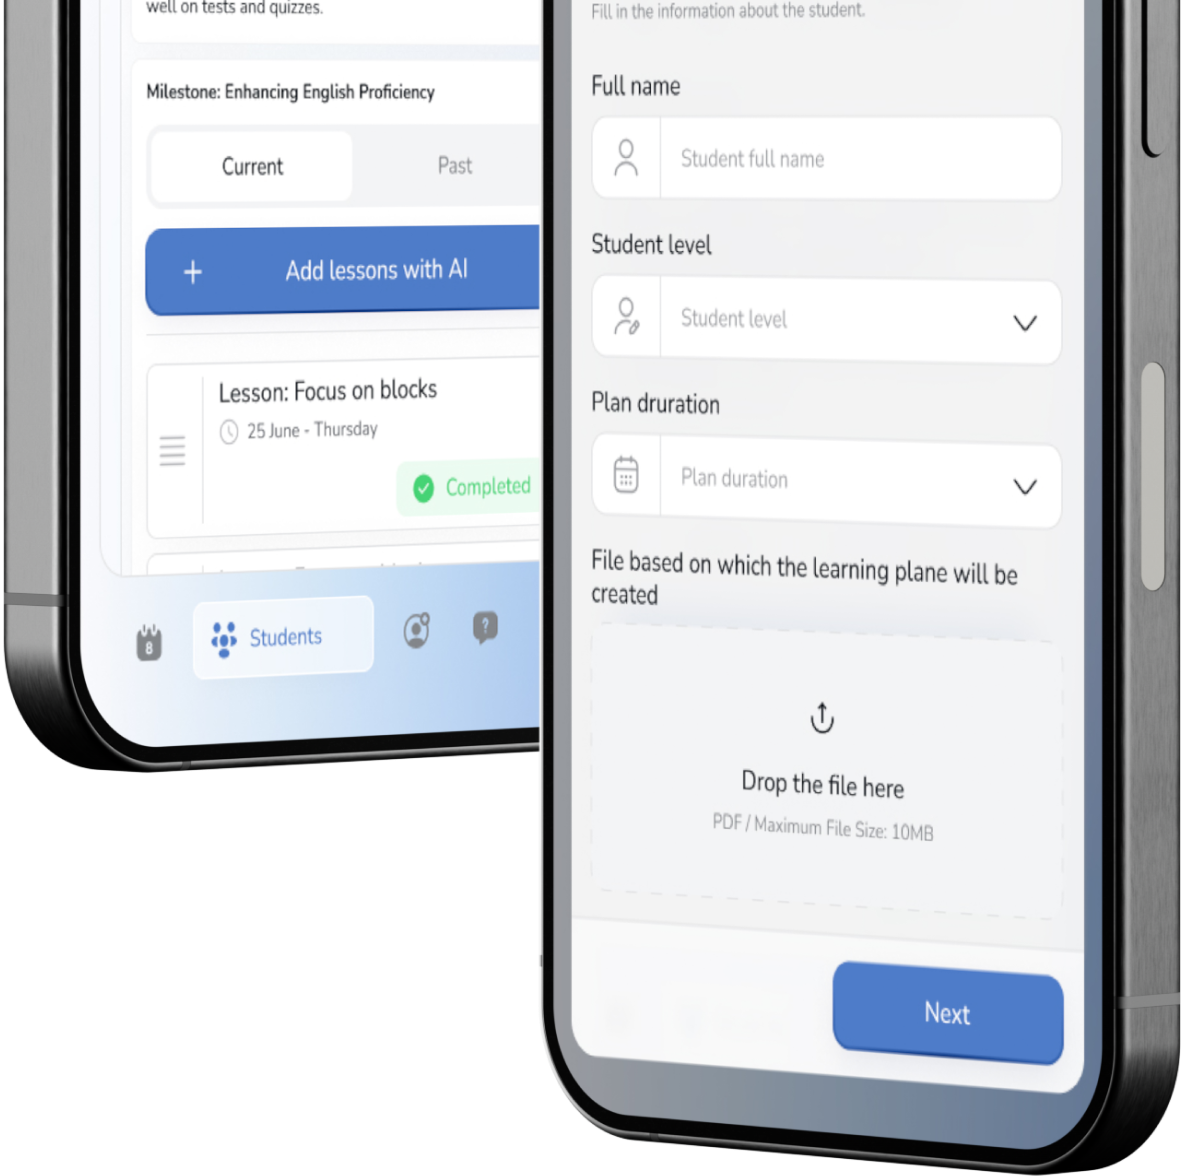 well on tests and quizzes.
Milestone: Enhancing English Proficiency
Current
Past
+ Add lessons with AI
Lesson: Focus on blocks
25 June - Thursday
Completed
8
Students
?
Fill in the information about the student.
Full name
Student full name
Student level
Student level
Plan druration
Plan duration
File based on which the learning plane will be
created
Drop the file here
PDF / Maximum File Size: 10MB
Next